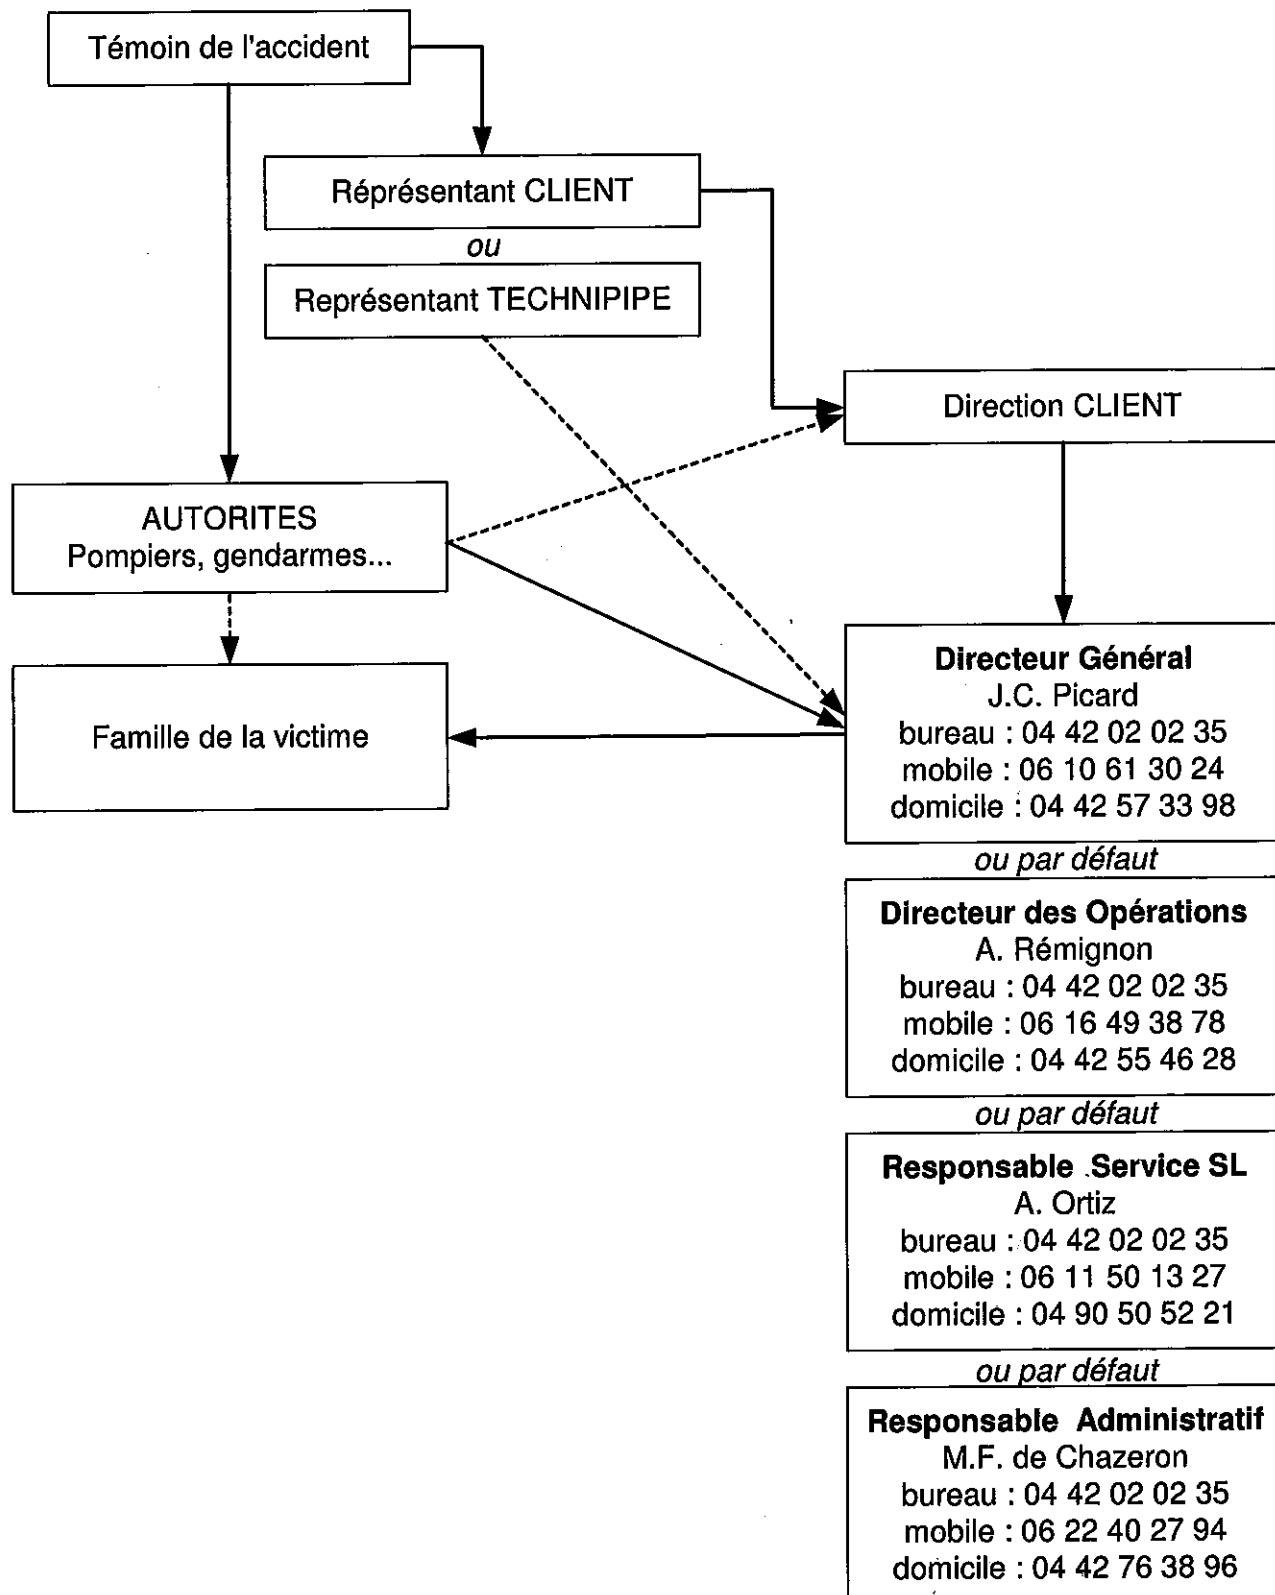 Témoin de l'accident
Réprésentant CLIENT
ou
Représentant TECHNIPIPE
Direction CLIENT
AUTORITES
Pompiers, gendarmes...
Famille de la victime
Directeur Général
J.C. Picard
bureau : 04 42 02 02 35
mobile : 06 10 61 30 24
domicile : 04 42 57 33 98
ou par défaut
Directeur des Opérations
A. Rémignon
bureau : 04 42 02 02 35
mobile : 06 16 49 38 78
domicile : 04 42 55 46 28
ou par défaut
Responsable Service SL
A. Ortiz
bureau : 04 42 02 02 35
mobile : 06 11 50 13 27
domicile : 04 90 50 52 21
ou par défaut
Responsable Administratif
M.F. de Chazeron
bureau : 04 42 02 02 35
mobile : 06 22 40 27 94
domicile : 04 42 76 38 96